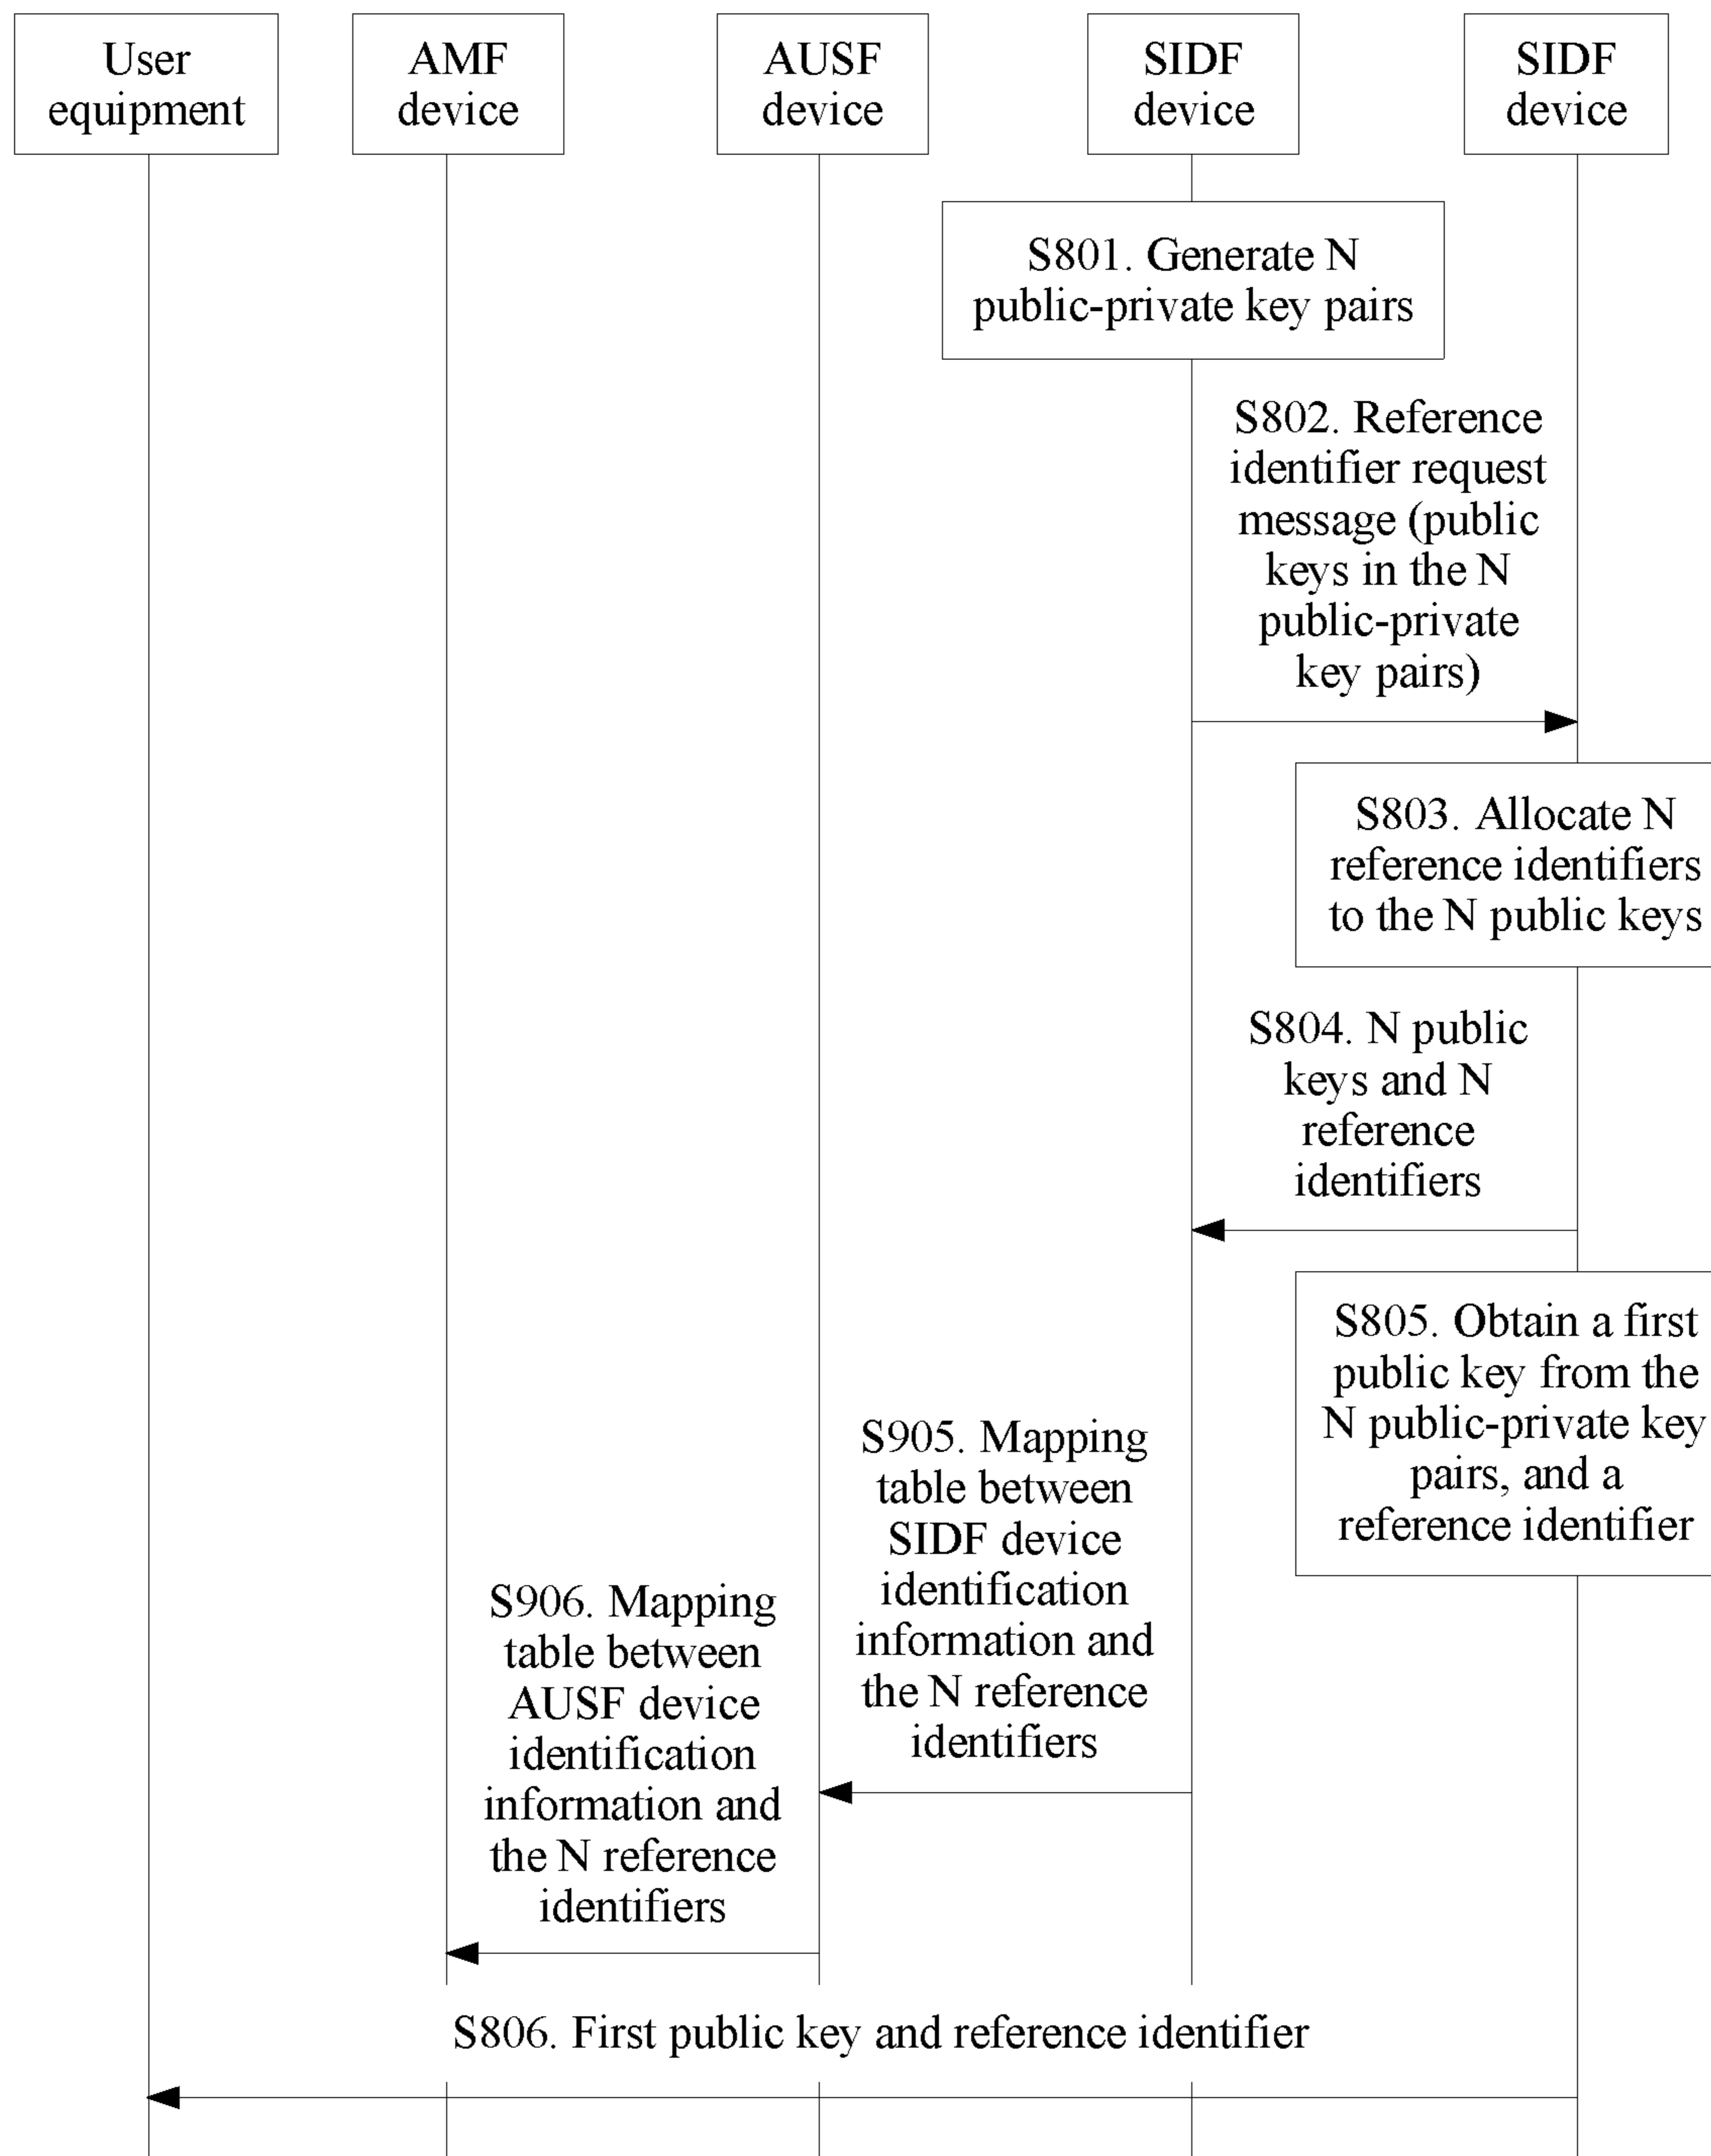 User
equipment
AMF
device
AUSF
device
SIDF
device
SIDF
device
S801. Generate N
public-private key pairs
S802. Reference
identifier request
message (public
keys in the N
public-private
key pairs)
S803. Allocate N
reference identifiers
to the N public keys
S804. N public
keys and N
reference
identifiers
S805. Obtain a first
public key from the
N public-private key
pairs, and a
reference identifier
S905. Mapping
table between
SIDF device
identification
information and
the N reference
identifiers
S906. Mapping
table between
AUSF device
identification
information and
the N reference
identifiers
S806. First public key and reference identifier